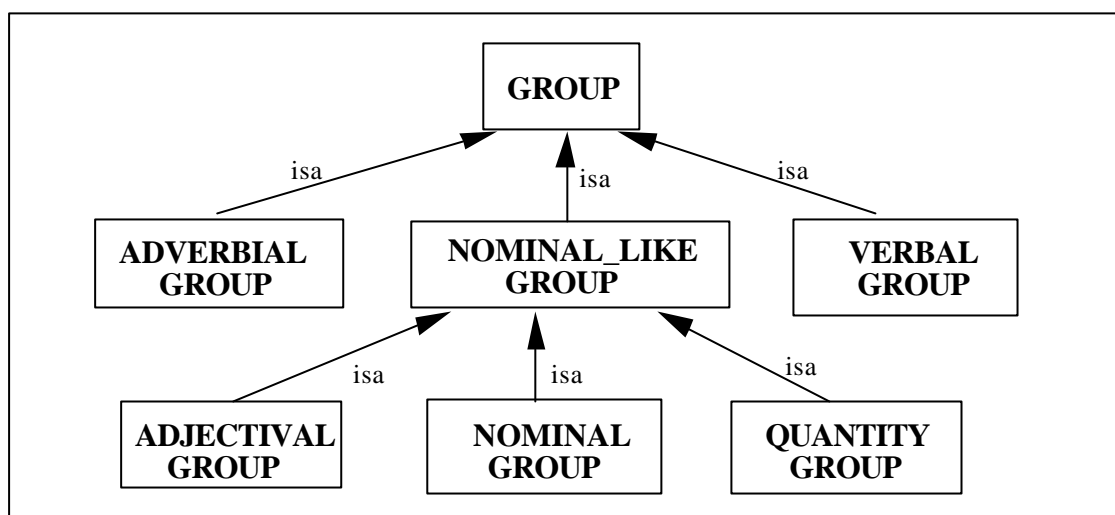 GROUP
isa
isa
isa
ADVERBIAL
GROUP
NOMINAL_LIKE
GROUP
VERBAL
GROUP
isa
isa
isa
ADJECTIVAL
GROUP
NOMINAL
GROUP
QUANTITY
GROUP